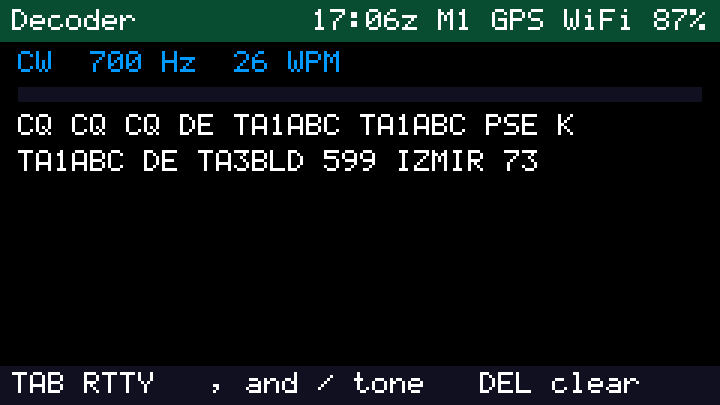 Decoder 17:06z M1 GPS WiFi 87%
CW 700 Hz 26 WPM
CQ CQ CQ DE TA1ABC TA1ABC PSE K
TA1ABC DE TA3BLD 599 IZMIR 73
TAB RTTY , and / tone DEL clear